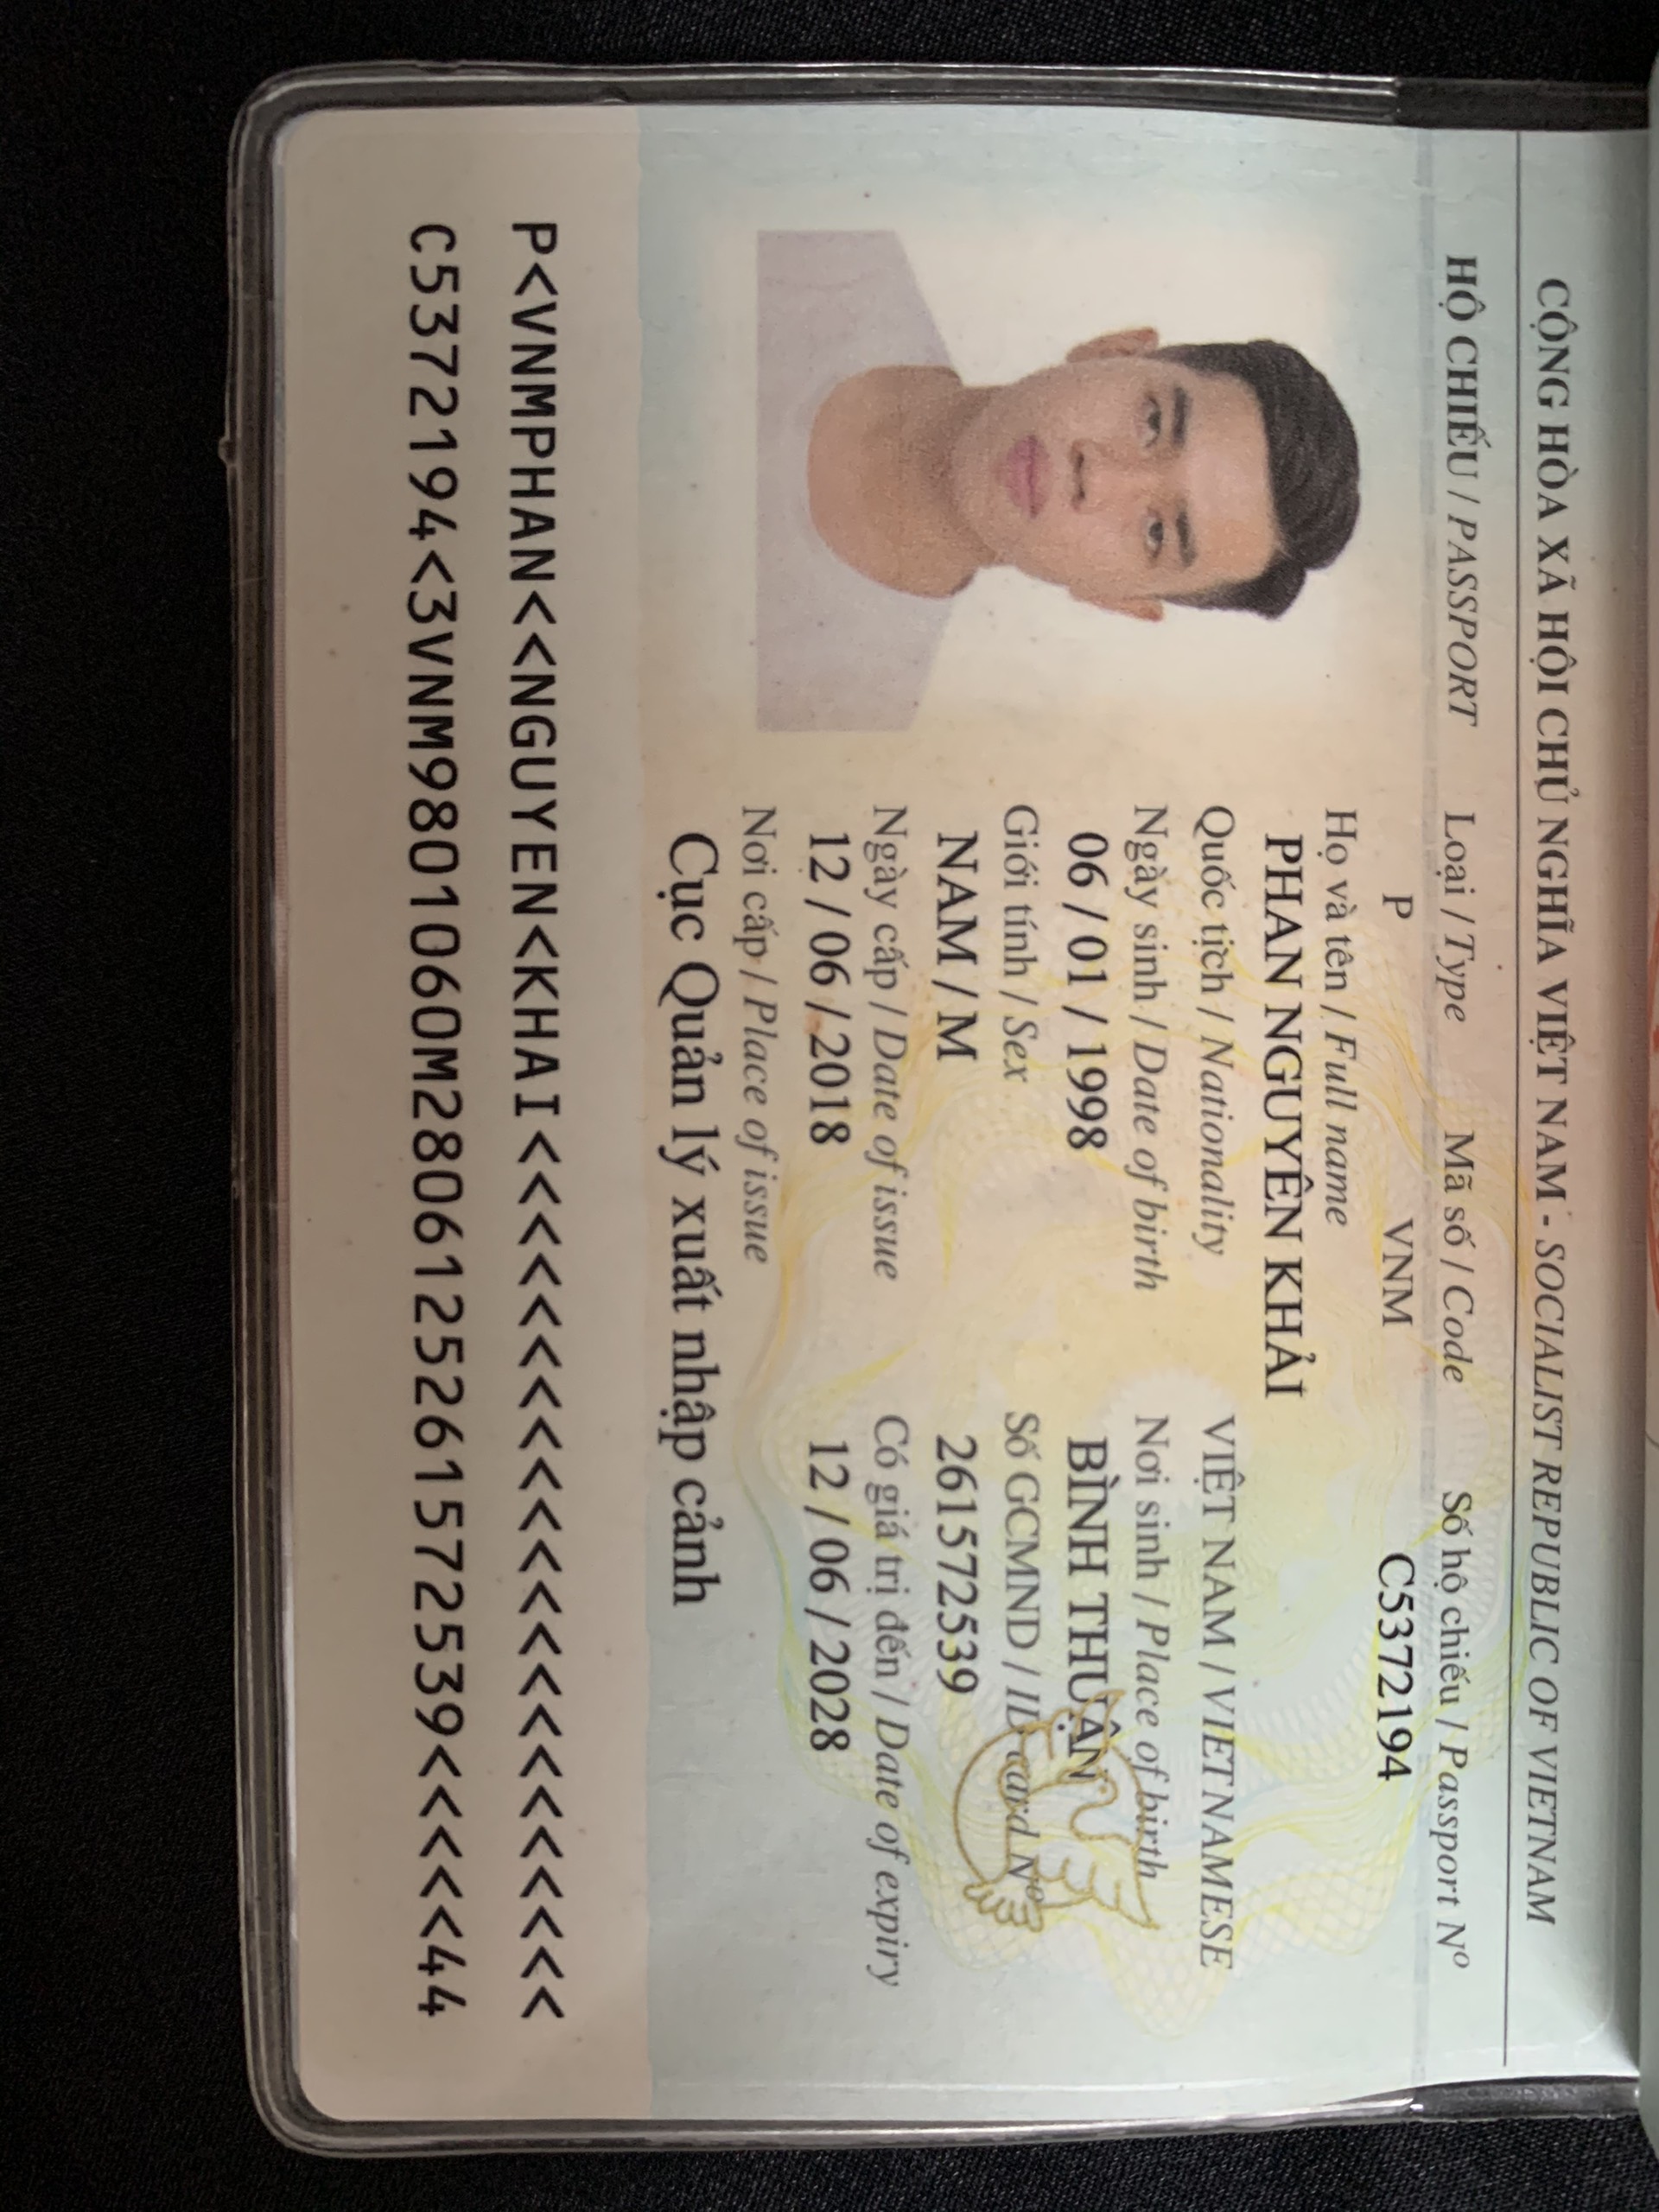 CỘNG HÒA XÃ HỘI CHỦ NGHĨA VIỆT NAM - SOCIALIST REPUBLIC OF VIETNAM
HỘ CHIẾU / PASSPORT Loại / Type Mã số / Code Số hộ chiếu / Passport Nº
P VNM C5372194
Họ và tên / Full name
PHAN NGUYÊN KHẢI
Quốc tịch / Nationality VIỆT NAM / VIETNAMESE
Ngày sinh / Date of birth Nơi sinh / Place of birth
06 / 01 / 1998 BÌNH THUẬN
Giới tính / Sex Số GCMND / ID card Nº
NAM / M 261572539
Ngày cấp / Date of issue Có giá trị đến / Date of expiry
12 / 06 / 2018 12 / 06 / 2028
Nơi cấp / Place of issue
Cục Quản lý xuất nhập cảnh
P<VNMPHAN<<NGUYEN<KHAI<<<<<<<<<<<<<<<<<<<<<<
C5372194<3VNM9801060M2806125261572539<<<<<44